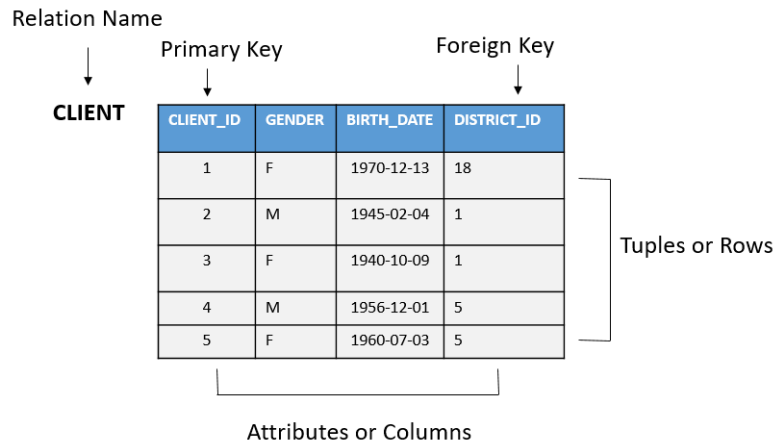 Relation Name
Primary Key
Foreign Key
CLIENT
CLIENT_ID GENDER BIRTH_DATE DISTRICT_ID
1 F 1970-12-13 18
2 M 1945-02-04 1
3 F 1940-10-09 1
4 M 1956-12-01 5
5 F 1960-07-03 5
Tuples or Rows
Attributes or Columns